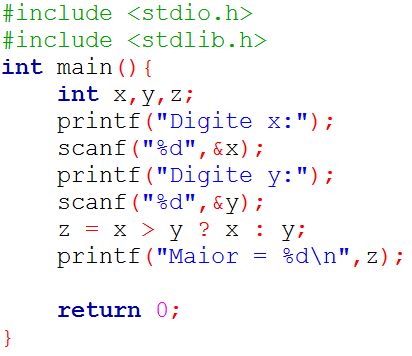 #include <stdio.h>
#include <stdlib.h>
int main(){
    int x,y,z;
    printf("Digite x:");
    scanf("%d",&x);
    printf("Digite y:");
    scanf("%d",&y);
    z = x > y ? x : y;
    printf("Maior = %d\n",z);

    return 0;
}